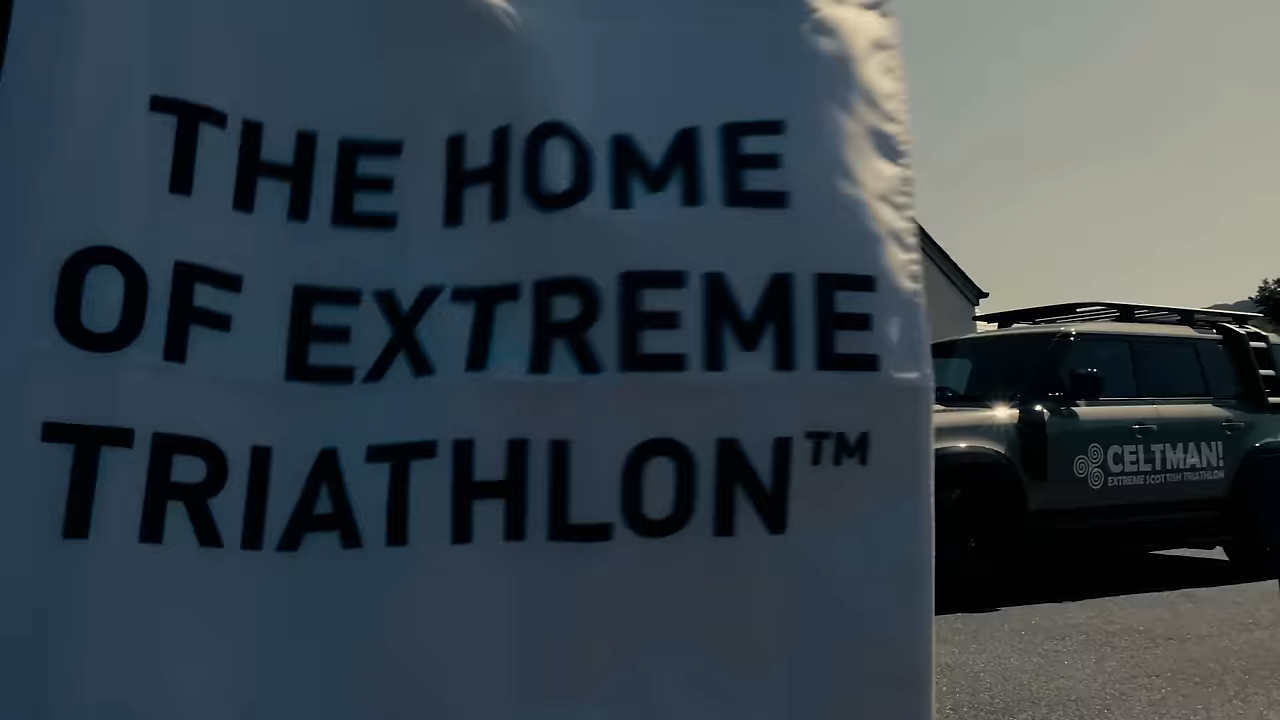 THE HOME
OF EXTREME
TRIATHLON™
CELTMAN!
EXTREME SCOTTISH TRIATHLON